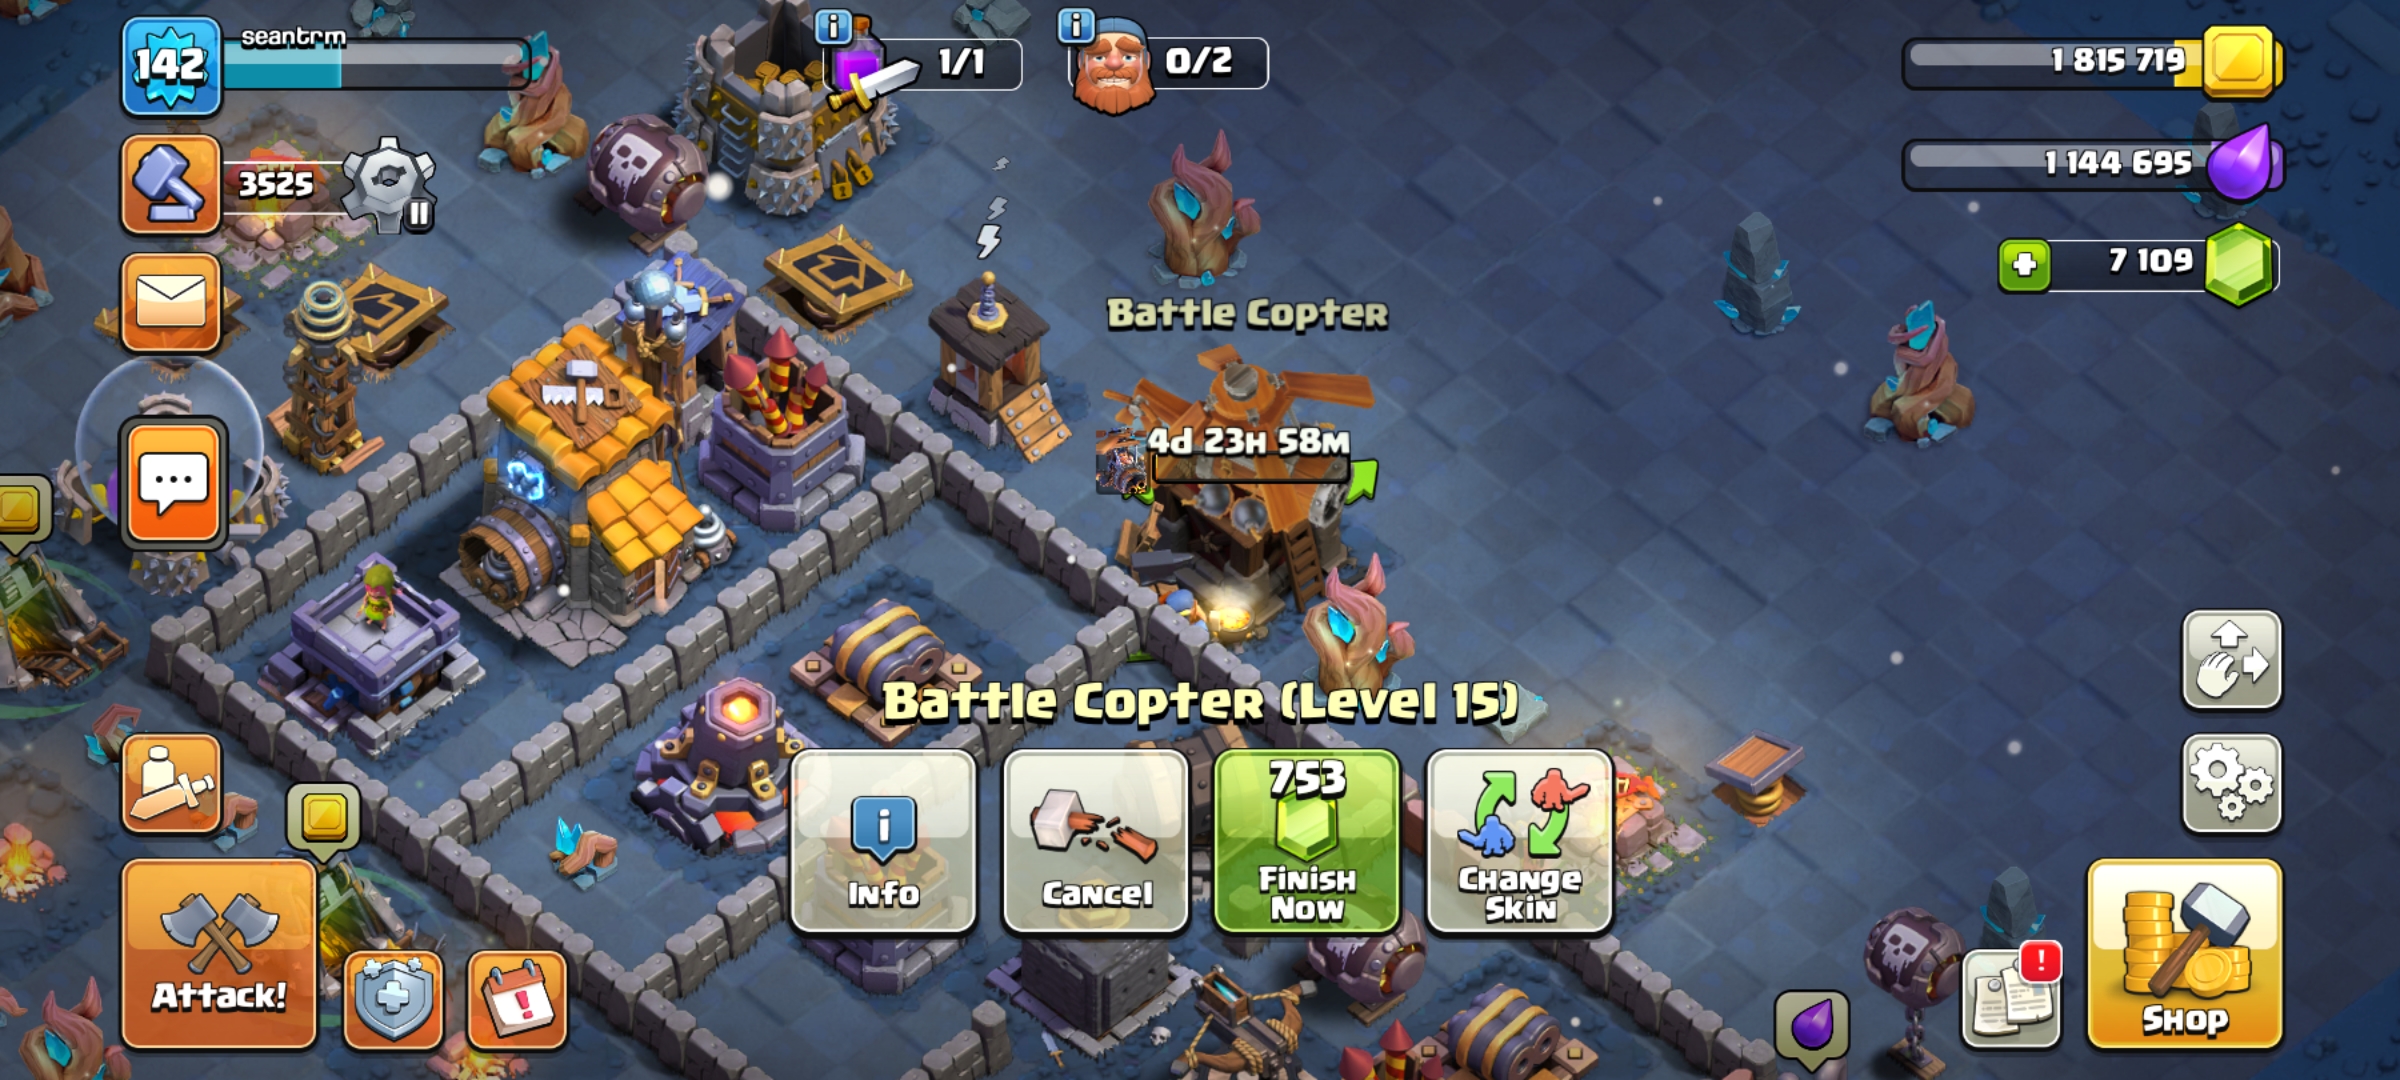 142
seantrm
1/1
0/2
1 815 719
3525
1 144 695
7 109
Battle Copter
4d 23H 58M
Battle Copter (Level 15)
Info
Cancel
753
Finish
Now
Change
Skin
Attack!
Shop